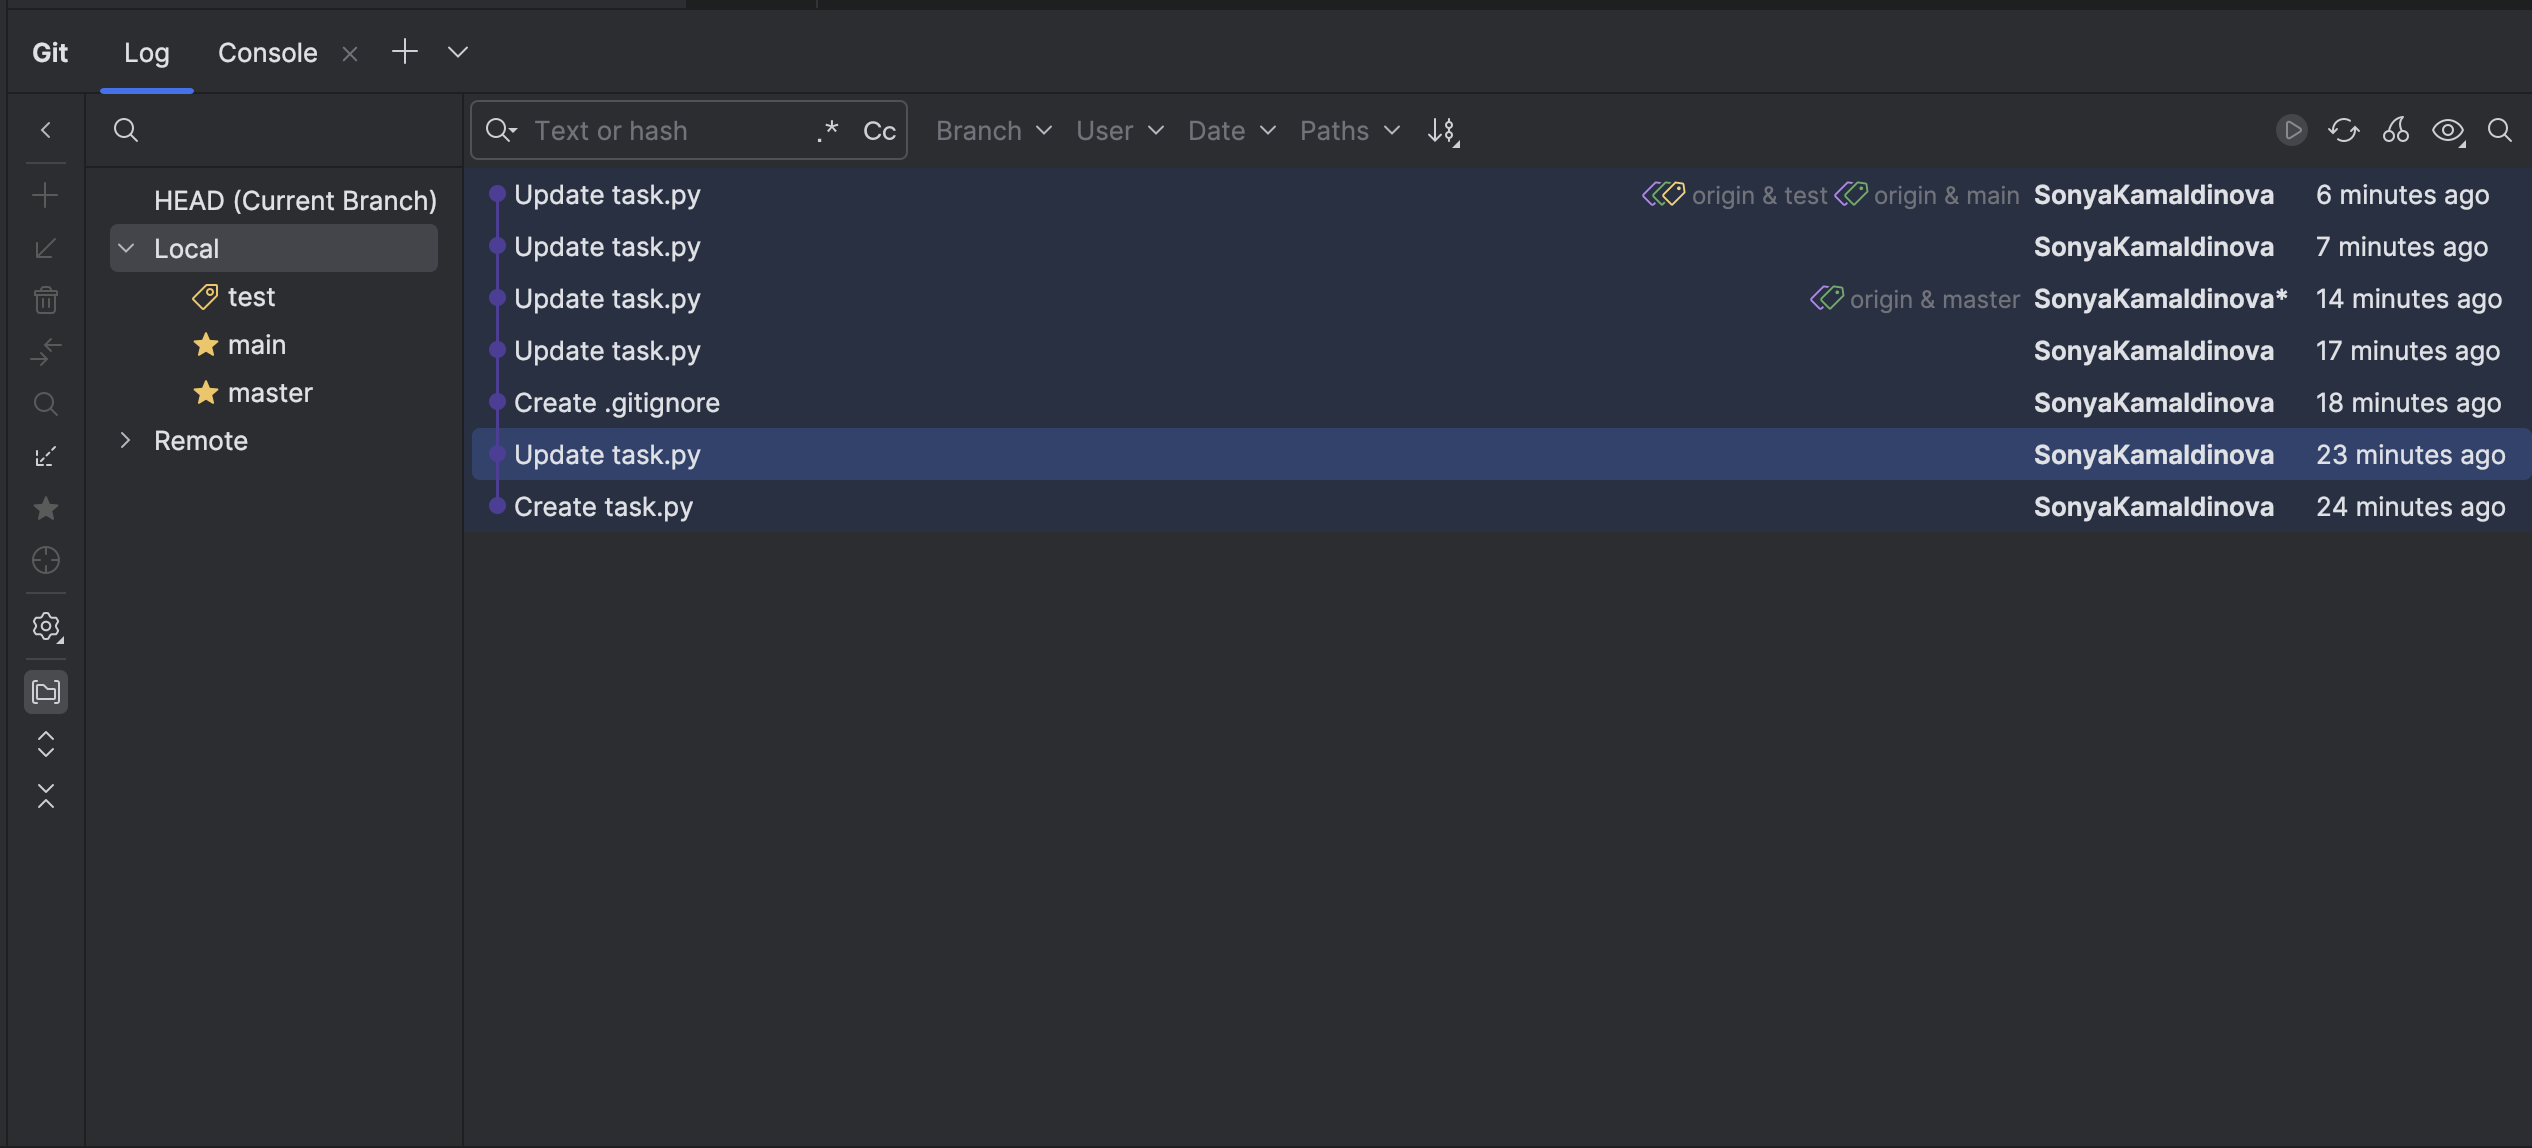 Git Log Console
Text or hash .* Cc Branch User Date Paths
HEAD (Current Branch)
Local
test
main
master
Remote
Update task.py origin & test origin & main SonyaKamaldinova 6 minutes ago
Update task.py SonyaKamaldinova 7 minutes ago
Update task.py origin & master SonyaKamaldinova* 14 minutes ago
Update task.py SonyaKamaldinova 17 minutes ago
Create .gitignore SonyaKamaldinova 18 minutes ago
Update task.py SonyaKamaldinova 23 minutes ago
Create task.py SonyaKamaldinova 24 minutes ago